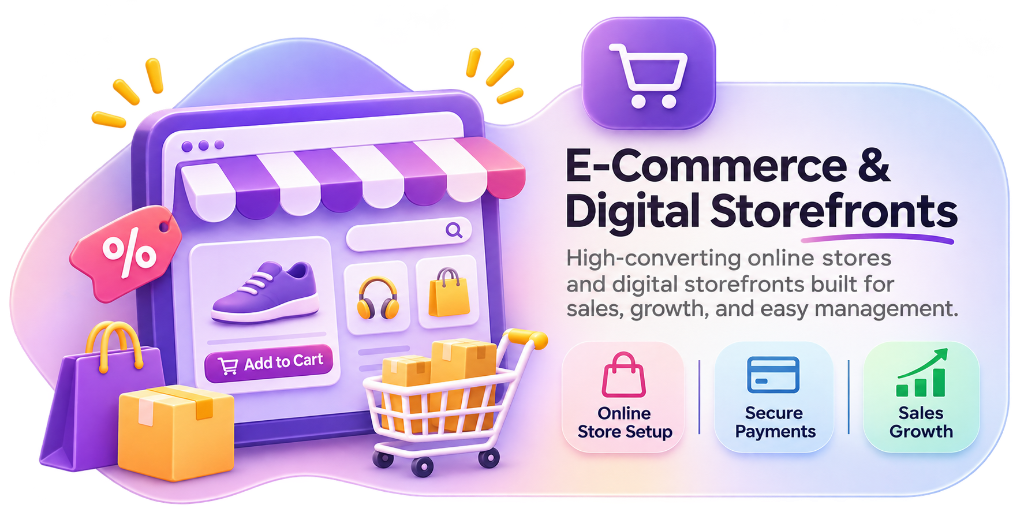 E-Commerce &
Digital Storefronts
High-converting online stores
and digital storefronts built for
sales, growth, and easy management.
%
Add to Cart
Online
Store Setup
Secure
Payments
Sales
Growth